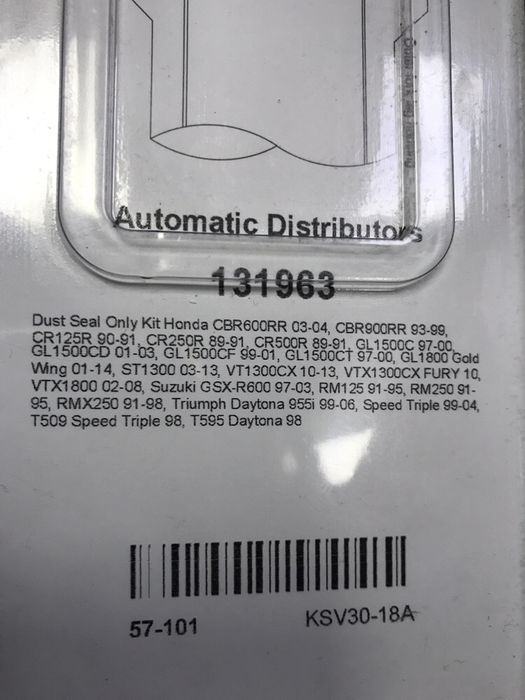 Automatic Distributors
131963
Dust Seal Only Kit Honda CBR600RR 03-04, CBR900RR 93-99,
CR125R 90-91, CR250R 89-91, CR500R 89-91, GL1500C 97-00,
GL1500CD 01-03, GL1500CF 99-01, GL1500CT 97-00, GL1800 Gold
Wing 01-14, ST1300 03-13, VT1300CX 10-13, VTX1300CX FURY 10,
VTX1800 02-08, Suzuki GSX-R600 97-03, RM125 91-95, RM250 91-
95, RMX250 91-98, Triumph Daytona 955i 99-06, Speed Triple 99-04,
T509 Speed Triple 98, T595 Daytona 98
57-101
KSV30-18A